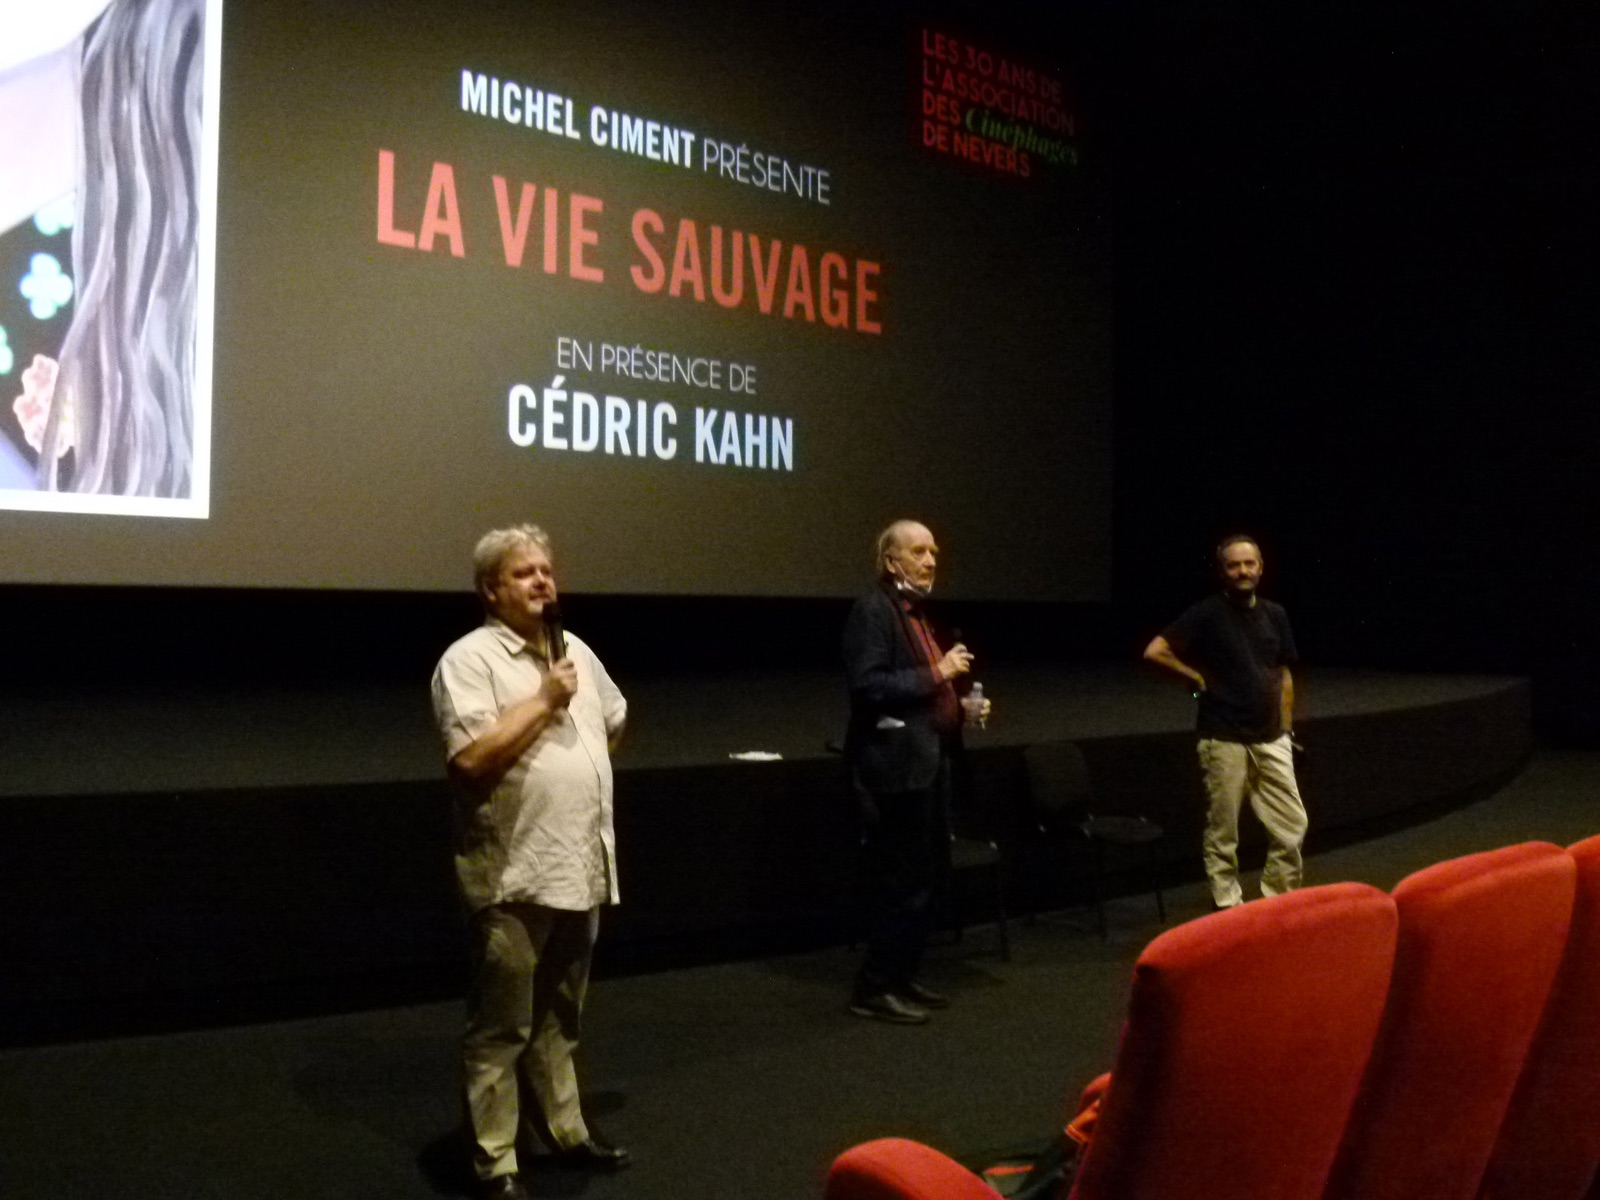 MICHEL CIMENT PRÉSENTE
LA VIE SAUVAGE
EN PRÉSENCE DE
CÉDRIC KAHN
LES 30 ANS DE
L'ASSOCIATION
DES Cinéphages
DE NEVERS